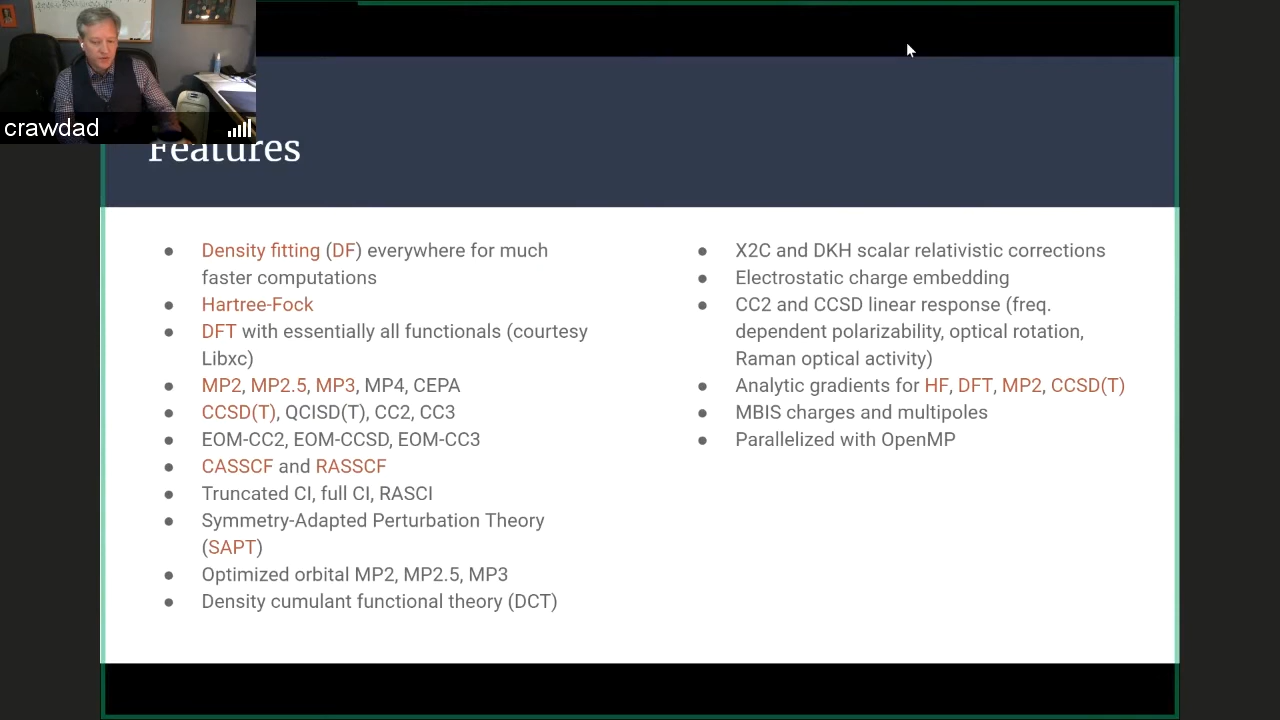 crawdad
Features
● Density fitting (DF) everywhere for much
faster computations
● Hartree-Fock
● DFT with essentially all functionals (courtesy
Libxc)
● MP2, MP2.5, MP3, MP4, CEPA
● CCSD(T), QCISD(T), CC2, CC3
● EOM-CC2, EOM-CCSD, EOM-CC3
● CASSCF and RASSCF
● Truncated CI, full CI, RASCI
● Symmetry-Adapted Perturbation Theory
(SAPT)
● Optimized orbital MP2, MP2.5, MP3
● Density cumulant functional theory (DCT)
● X2C and DKH scalar relativistic corrections
● Electrostatic charge embedding
● CC2 and CCSD linear response (freq.
dependent polarizability, optical rotation,
Raman optical activity)
● Analytic gradients for HF, DFT, MP2, CCSD(T)
● MBIS charges and multipoles
● Parallelized with OpenMP